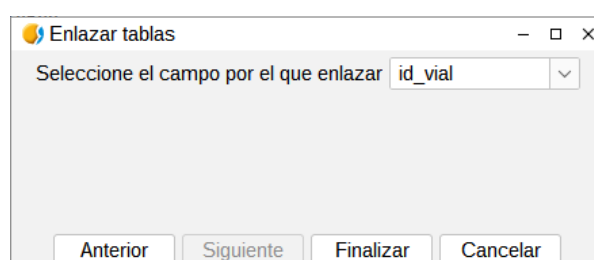 Enlazar tablas
Seleccione el campo por el que enlazar id_vial
Anterior Siguiente Finalizar Cancelar